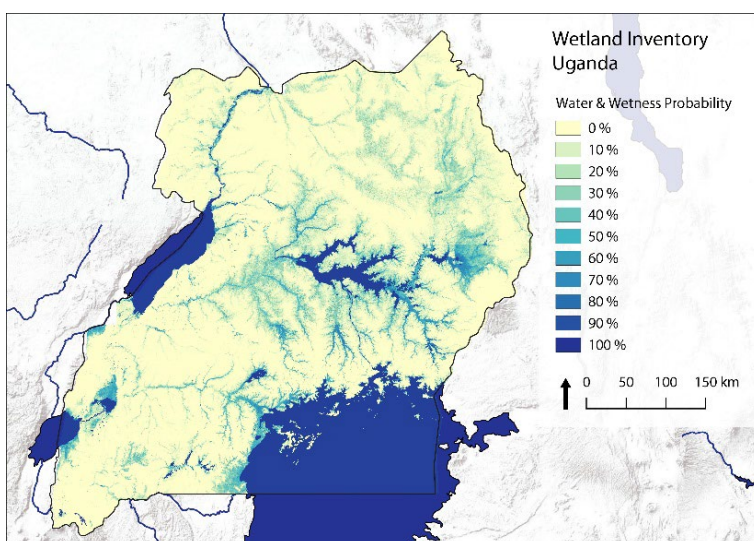 Wetland Inventory
Uganda
Water & Wetness Probability
0 %
10 %
20 %
30 %
40 %
50 %
60 %
70 %
80 %
90 %
100 %
0 50 100 150 km